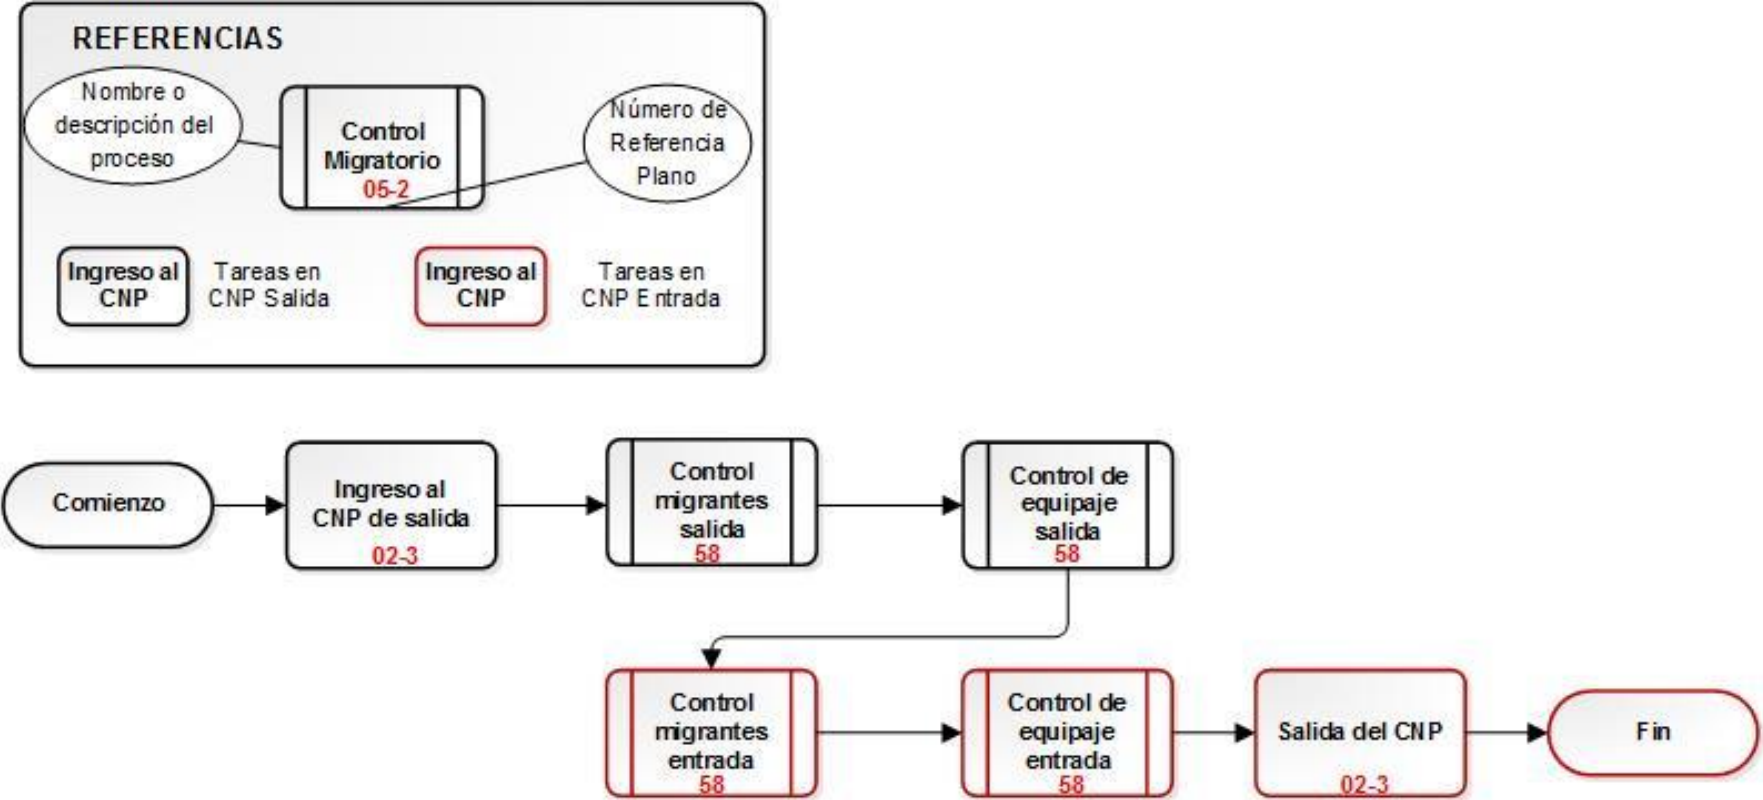 REFERENCIAS
Nombre o
descripción del
proceso
Control
Migratorio
05-2
Número de
Referencia
Plano
Ingreso al
CNP
Tareas en
CNP Salida
Ingreso al
CNP
Tareas en
CNP Entrada
Comienzo
Ingreso al
CNP de salida
02-3
Control
migrantes
salida
58
Control de
equipaje
salida
58
Control
migrantes
entrada
58
Control de
equipaje
entrada
58
Salida del CNP
02-3
Fin